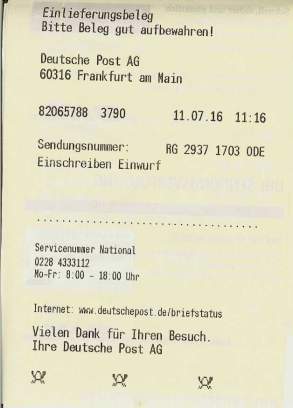 Einlieferungsbeleg
Bitte Beleg gut aufbewahren!
Deutsche Post AG
60316 Frankfurt am Main
82065788 3790 11.07.16 11:16
Sendungsnummer: RG 2937 1703 0DE
Einschreiben Einwurf
Servicenummer National
0228 4333112
Mo-Fr: 8:00 - 18:00 Uhr
Internet: www.deutschepost.de/briefstatus
Vielen Dank für Ihren Besuch.
Ihre Deutsche Post AG